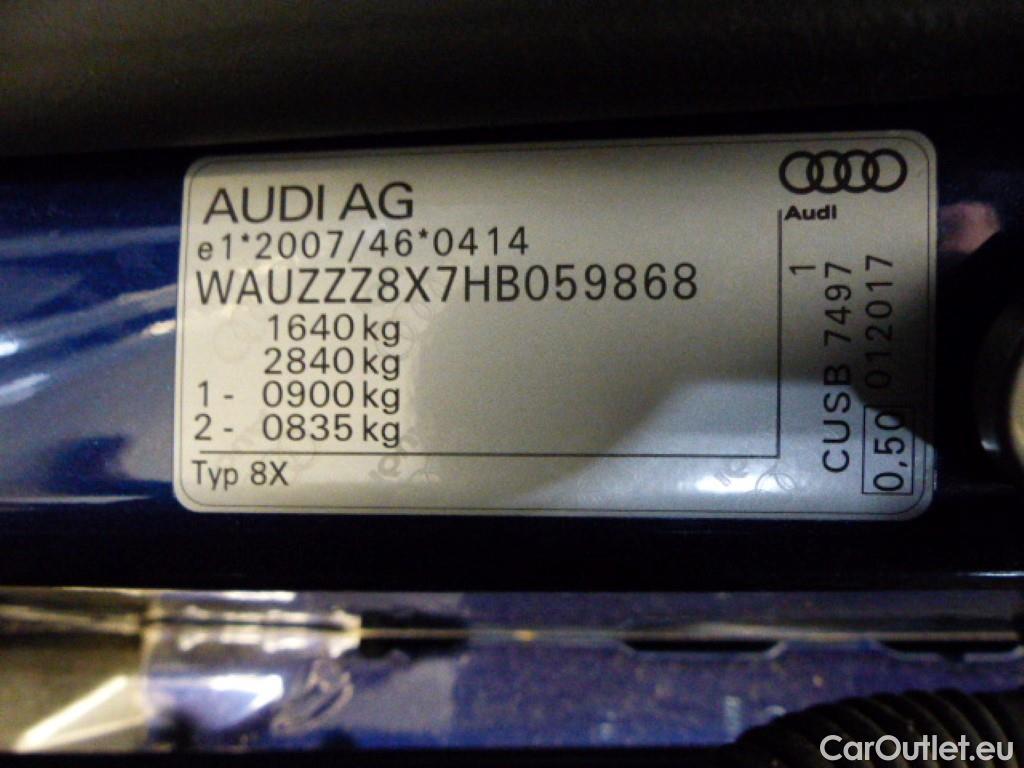 AUDI AG
e1*2007/46*0414
WAUZZZ8X7HB059868
1640 kg
2840 kg
1 - 0900 kg
2 - 0835 kg
Typ 8X
Audi
1
CUSB 7497
0,50 012017
CarOutlet.eu